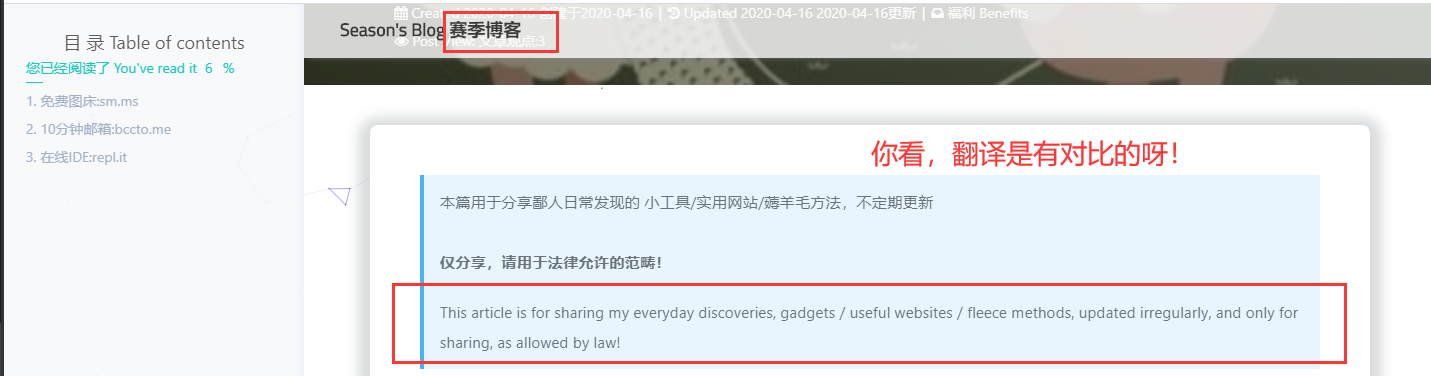 目 录 Table of contents
您已经阅读了 You've read it 6 %
1. 免费图床:sm.ms
2. 10分钟邮箱:bccto.me
3. 在线IDE:repl.it
Created 2020-04-16 创建于2020-04-16 | Updated 2020-04-16 2020-04-16更新 | 福利 Benefits
Season's Blog 赛季博客
Post View: 文章观点:3
你看，翻译是有对比的呀！
本篇用于分享鄙人日常发现的 小工具/实用网站/薅羊毛方法，不定期更新
仅分享，请用于法律允许的范畴！
This article is for sharing my everyday discoveries, gadgets / useful websites / fleece methods, updated irregularly, and only for
sharing, as allowed by law!